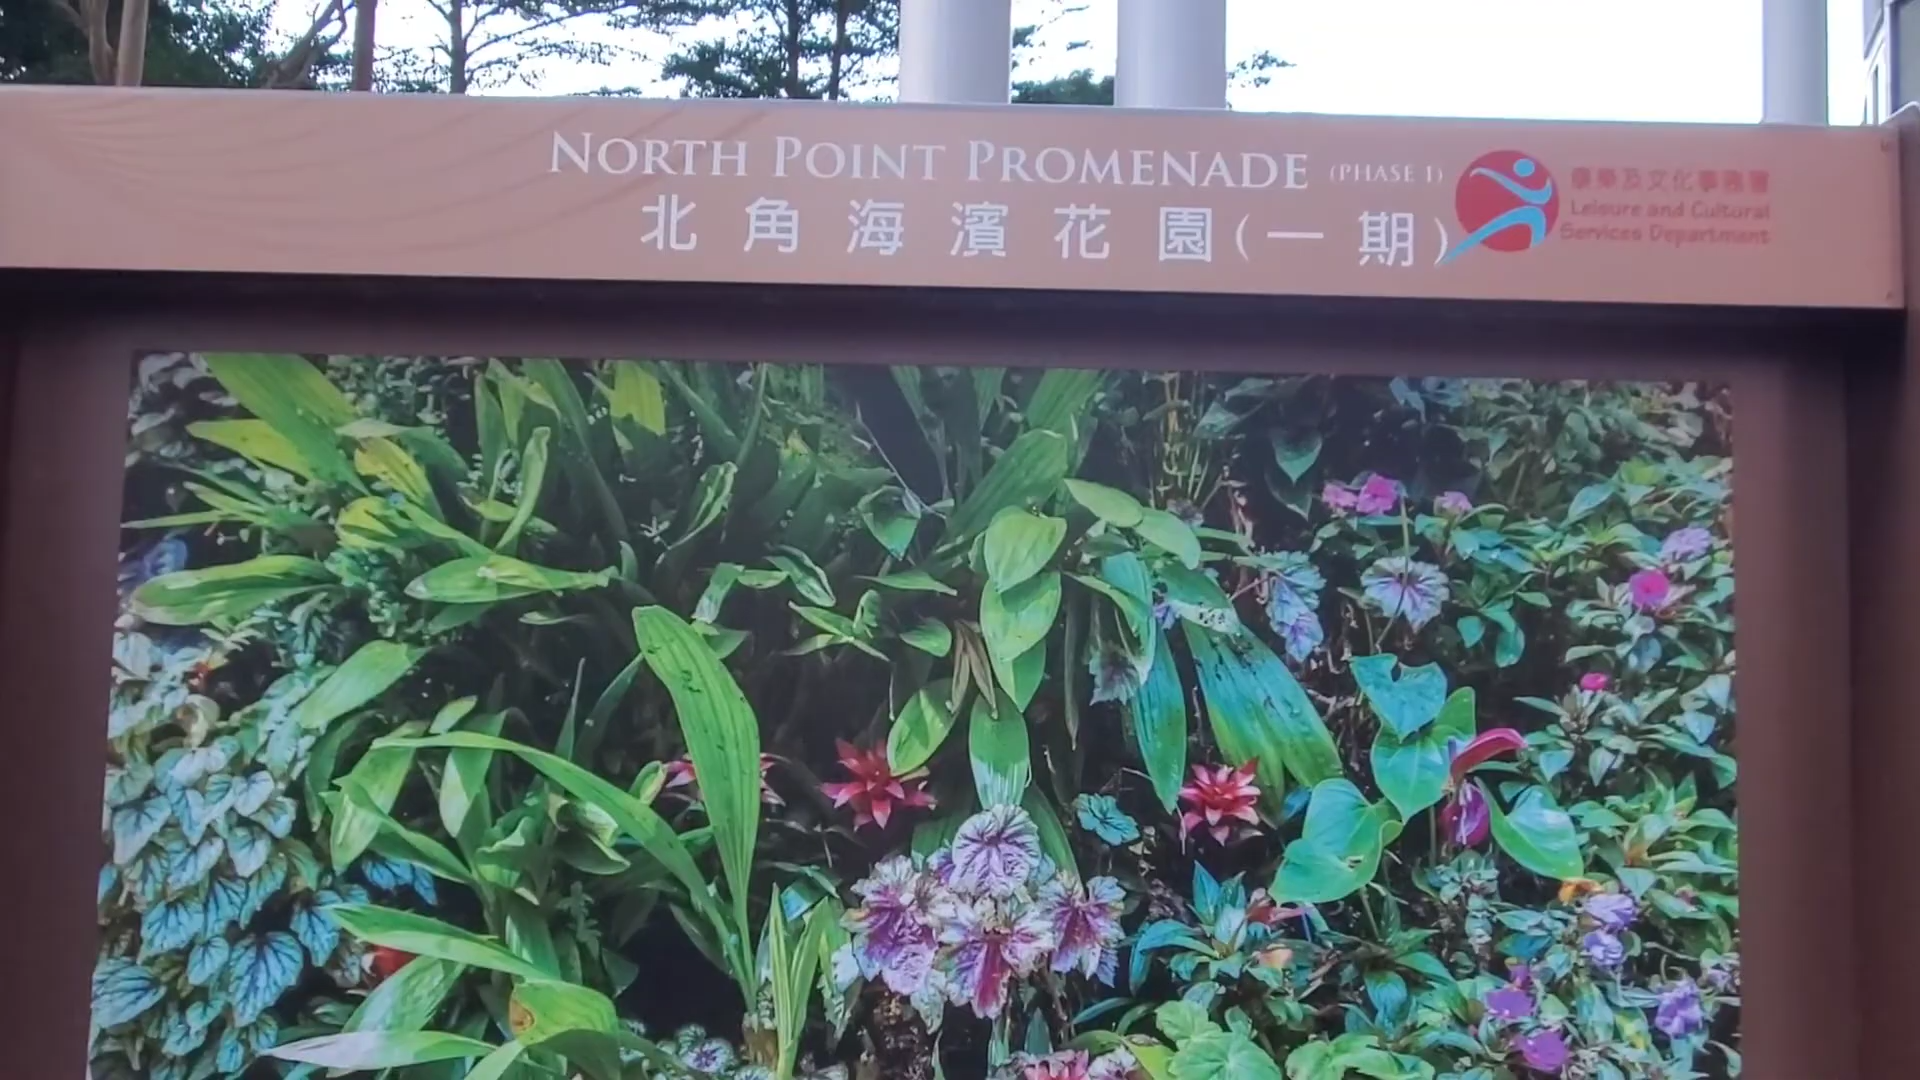 NORTH POINT PROMENADE (PHASE 1)
北角海濱花園(一期)
康樂及文化事務署
Leisure and Cultural
Services Department